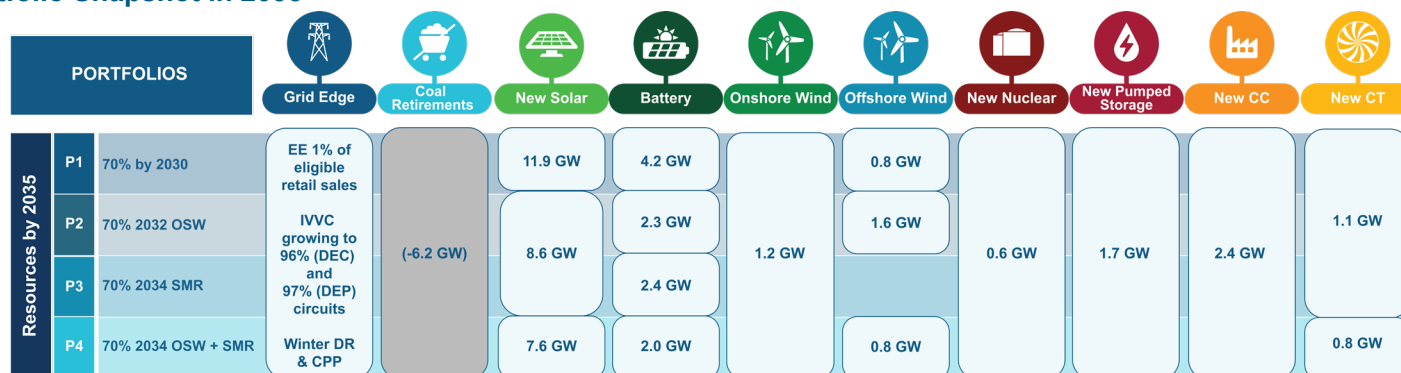 Snapshot in
PORTFOLIOS
Grid Edge
Coal
Retirements
New Solar
Battery
Onshore Wind
Offshore Wind
New Nuclear
New Pumped
Storage
New CC
New CT
Resources by 2035
P1
70% by 2030
P2
70% 2032 OSW
P3
70% 2034 SMR
P4
70% 2034 OSW + SMR
EE 1% of
eligible
retail sales
IVVC
growing to
96% (DEC)
and
97% (DEP)
circuits
Winter DR
& CPP
(-6.2 GW)
11.9 GW
8.6 GW
7.6 GW
4.2 GW
2.3 GW
2.4 GW
2.0 GW
1.2 GW
0.8 GW
1.6 GW
0.8 GW
0.6 GW
1.7 GW
2.4 GW
1.1 GW
0.8 GW